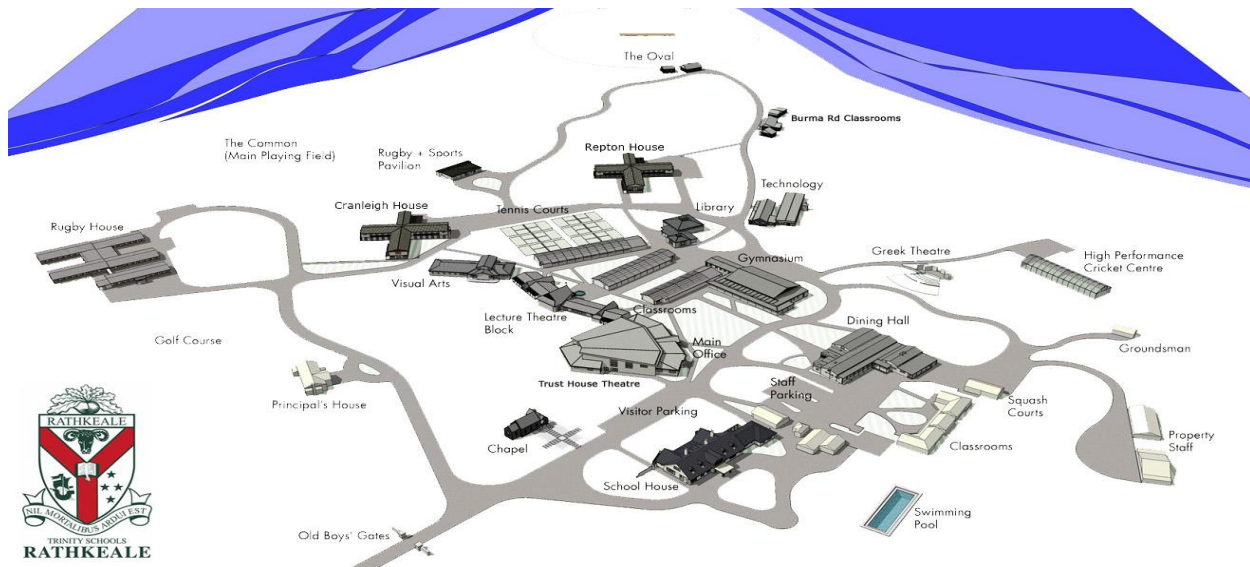 The Oval
Burma Rd Classrooms
The Common
(Main Playing Field)
Rugby + Sports
Pavilion
Repton House
Technology
Cranleigh House
Tennis Courts
Library
Rugby House
Greek Theatre
High Performance
Cricket Centre
Gymnasium
Visual Arts
Lecture Theatre
Block
Classrooms
Dining Hall
Main
Office
Golf Course
Groundsman
Trust House Theatre
Principal's House
Staff
Parking
Squash
Courts
Visitor Parking
Chapel
Classrooms
Property
Staff
School House
Swimming
Pool
Old Boys' Gates
RATHKEALE
NIL MORTALIBUS ARDUI EST
TRINITY SCHOOLS
RATHKEALE